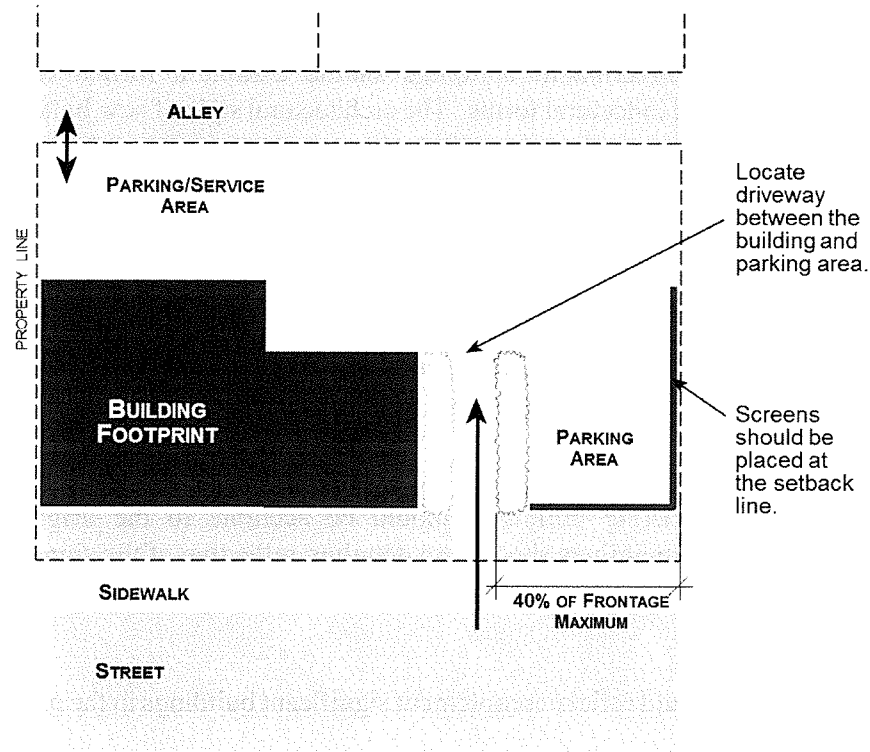 ALLEY
PARKING/SERVICE
AREA
PROPERTY LINE
Locate
driveway
between the
building and
parking area.
BUILDING
FOOTPRINT
PARKING
AREA
Screens
should be
placed at
the setback
line.
SIDEWALK
40% OF FRONTAGE
MAXIMUM
STREET